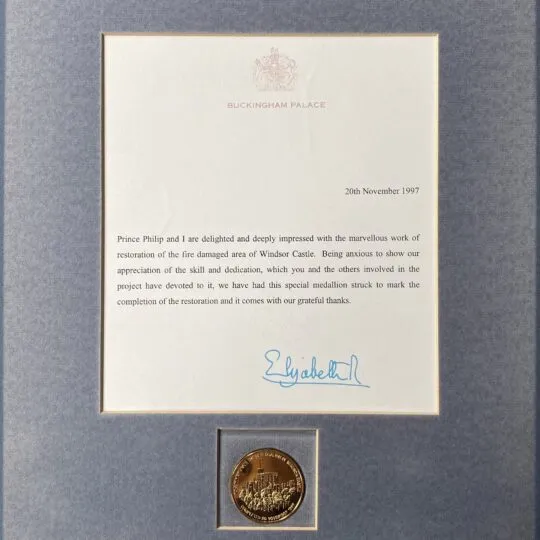 BUCKINGHAM PALACE
20th November 1997
Prince Philip and I are delighted and deeply impressed with the marvellous work of
restoration of the fire damaged area of Windsor Castle. Being anxious to show our
appreciation of the skill and dedication, which you and the others involved in the
project have devoted to it, we have had this special medallion struck to mark the
completion of the restoration and it comes with our grateful thanks.
Elizabeth R